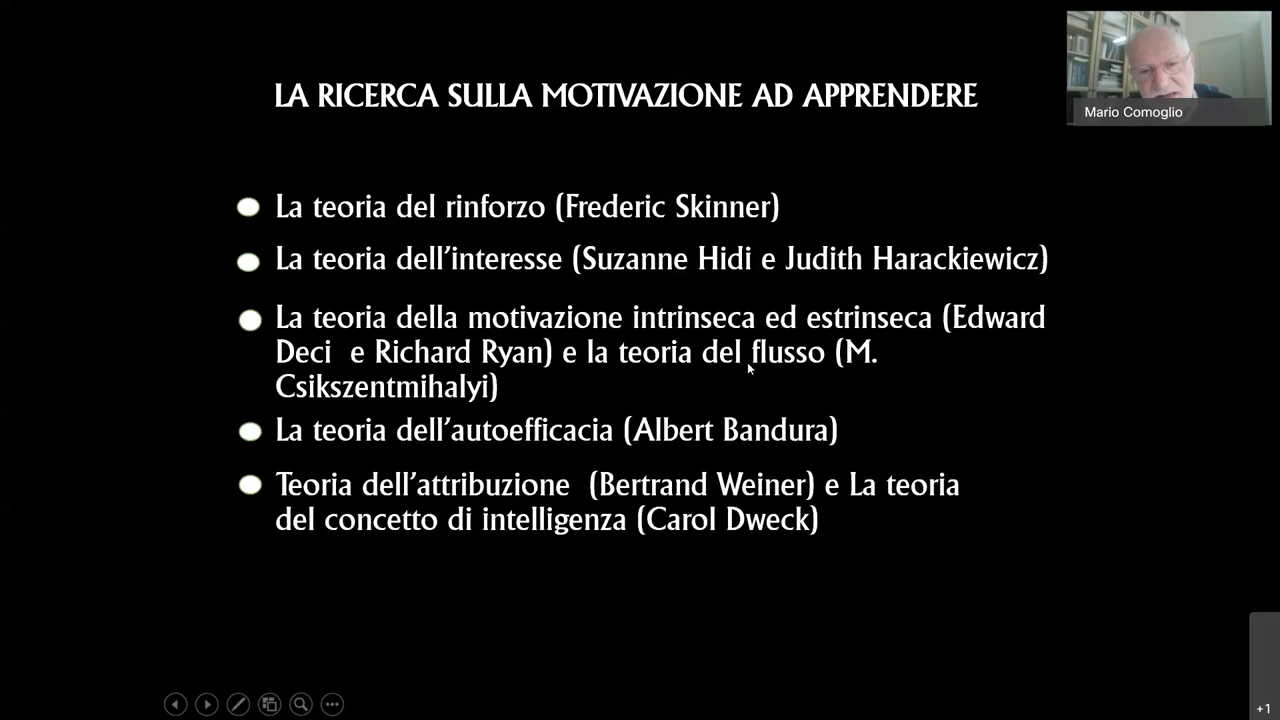 LA RICERCA SULLA MOTIVAZIONE AD APPRENDERE
Mario Comoglio
La teoria del rinforzo (Frederic Skinner)
La teoria dell'interesse (Suzanne Hidi e Judith Harackiewicz)
La teoria della motivazione intrinseca ed estrinseca (Edward
Deci e Richard Ryan) e la teoria del flusso (M.
Csikszentmihalyi)
La teoria dell'autoefficacia (Albert Bandura)
Teoria dell'attribuzione (Bertrand Weiner) e La teoria
del concetto di intelligenza (Carol Dweck)
+1